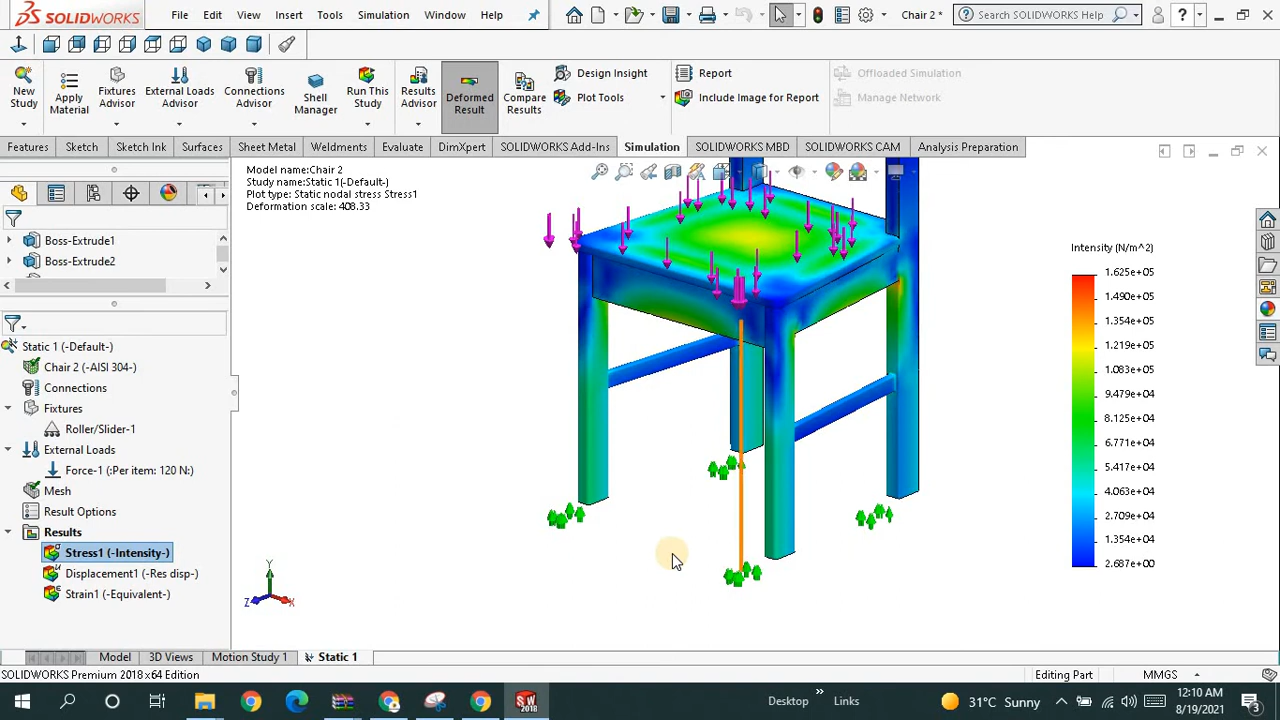 SOLIDWORKS
File Edit View Insert Tools Simulation Window Help
Chair 2 *
Search SOLIDWORKS Help
?
New Study
Apply Material
Fixtures Advisor
External Loads Advisor
Connections Advisor
Shell Manager
Run This Study
Results Advisor
Deformed Result
Compare Results
Design Insight
Plot Tools
Report
Include Image for Report
Offloaded Simulation
Manage Network
Features Sketch Sketch Ink Surfaces Sheet Metal Weldments Evaluate DimXpert SOLIDWORKS Add-Ins Simulation SOLIDWORKS MBD SOLIDWORKS CAM Analysis Preparation
Boss-Extrude1
Boss-Extrude2
Static 1 (-Default-)
Chair 2 (-AISI 304-)
Connections
Fixtures
Roller/Slider-1
External Loads
Force-1 (:Per item: 120 N:)
Mesh
Result Options
Results
Stress1 (-Intensity-)
Displacement1 (-Res disp-)
Strain1 (-Equivalent-)
Model name:Chair 2
Study name:Static 1(-Default-)
Plot type: Static nodal stress Stress1
Deformation scale: 408.33
Intensity (N/m^2)
1.625e+05
1.490e+05
1.354e+05
1.219e+05
1.083e+05
9.479e+04
8.125e+04
6.771e+04
5.417e+04
4.063e+04
2.708e+04
1.354e+04
2.687e+00
Y
Z
X
Model 3D Views Motion Study 1 Static 1
SOLIDWORKS Premium 2018 x64 Edition
Editing Part
MMGS
SW
2018
Desktop
»
Links
31°C Sunny
12:10 AM
8/19/2021
3